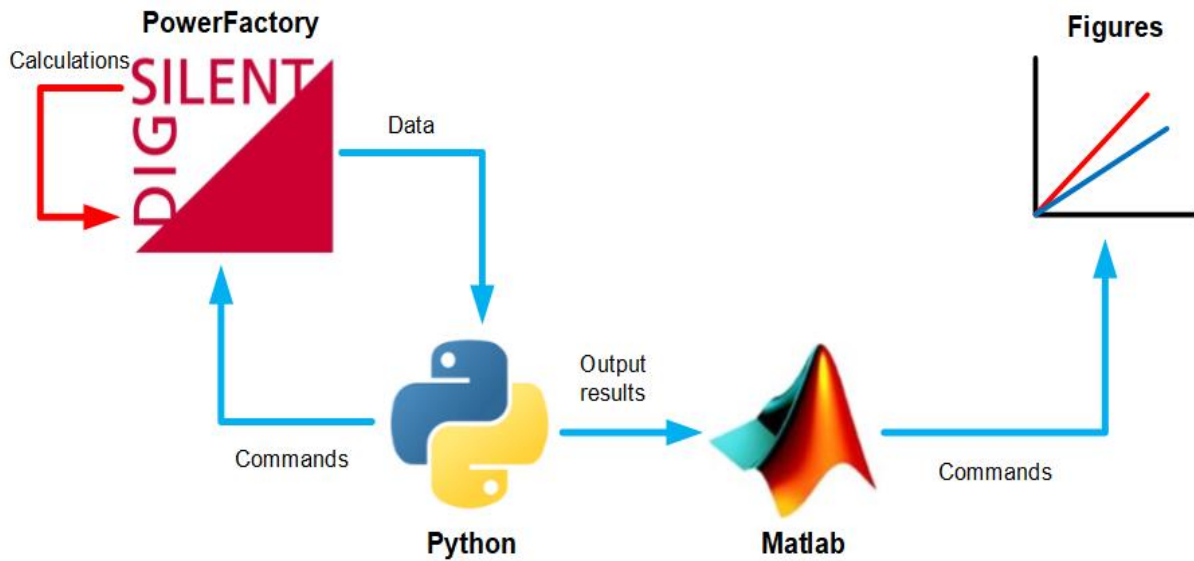 PowerFactory
Figures
Calculations
SILENT
DIG
Data
Output
results
Commands
Commands
Python
Matlab